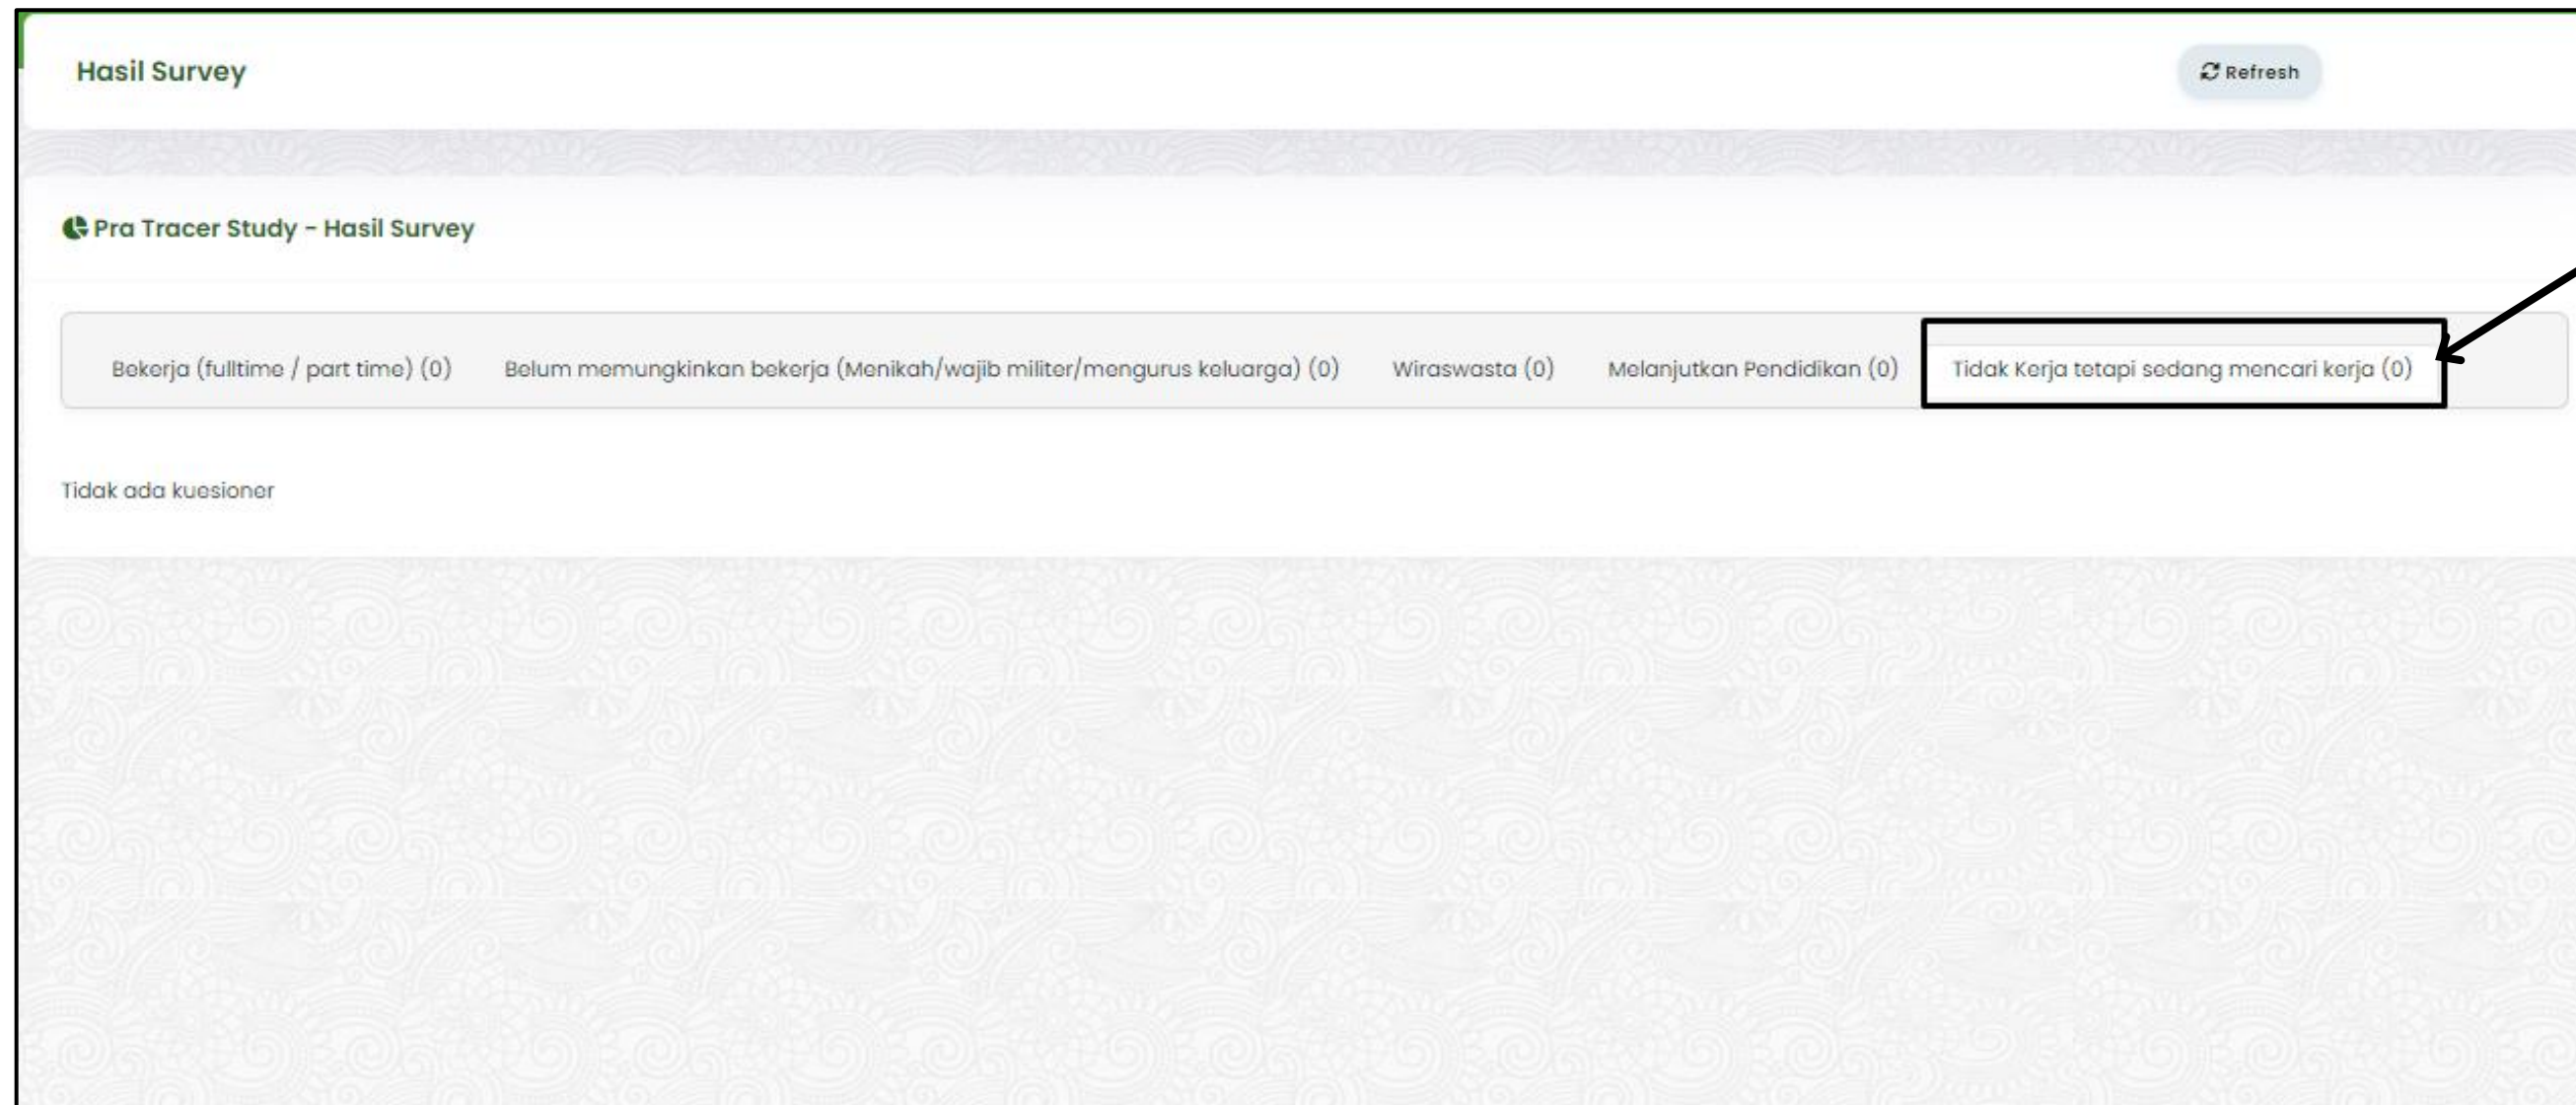 Hasil Survey
Refresh
Pra Tracer Study - Hasil Survey
Bekerja (fulltime / part time) (0) Belum memungkinkan bekerja (Menikah/wajib militer/mengurus keluarga) (0) Wiraswasta (0) Melanjutkan Pendidikan (0) Tidak Kerja tetapi sedang mencari kerja (0)
Tidak ada kuesioner